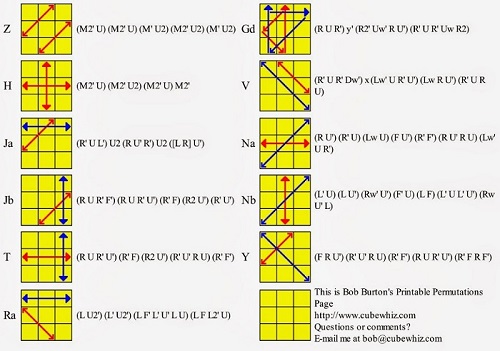 Z
(M2' U) (M2' U) (M' U2) (M2' U2) (M' U2)
H
(M2' U) (M2' U2) (M2' U) M2'
Ja
(R' U L') U2 (R U' R') U2 ([L R] U')
Jb
(R U R' F') (R U R' U') (R' F) (R2 U') (R' U')
T
(R U R' U') (R' F) (R2 U') (R' U' R U) (R' F')
Ra
(L U2') (L' U2') (L F' L' U' L U) (L F L2' U)
Gd
(R U R') y' (R2' Uw' R U') (R' U R' Uw R2)
V
(R' U R' Dw') x (Lw' U R' U') (Lw R U') (R' U R
U)
Na
(R U') (R' U) (Lw U) (F U') (R' F') (R U' R U) (Lw'
U R')
Nb
(L' U) (L U') (Rw' U') (F' U) (L F) (L' U L' U') (Rw
U' L)
Y
(F R U') (R' U' R U) (R' F') (R U R' U') (R' F R F')
This is Bob Burton's Printable Permutations
Page
http://www.cubewhiz.com
Questions or comments?
E-mail me at bob@cubewhiz.com